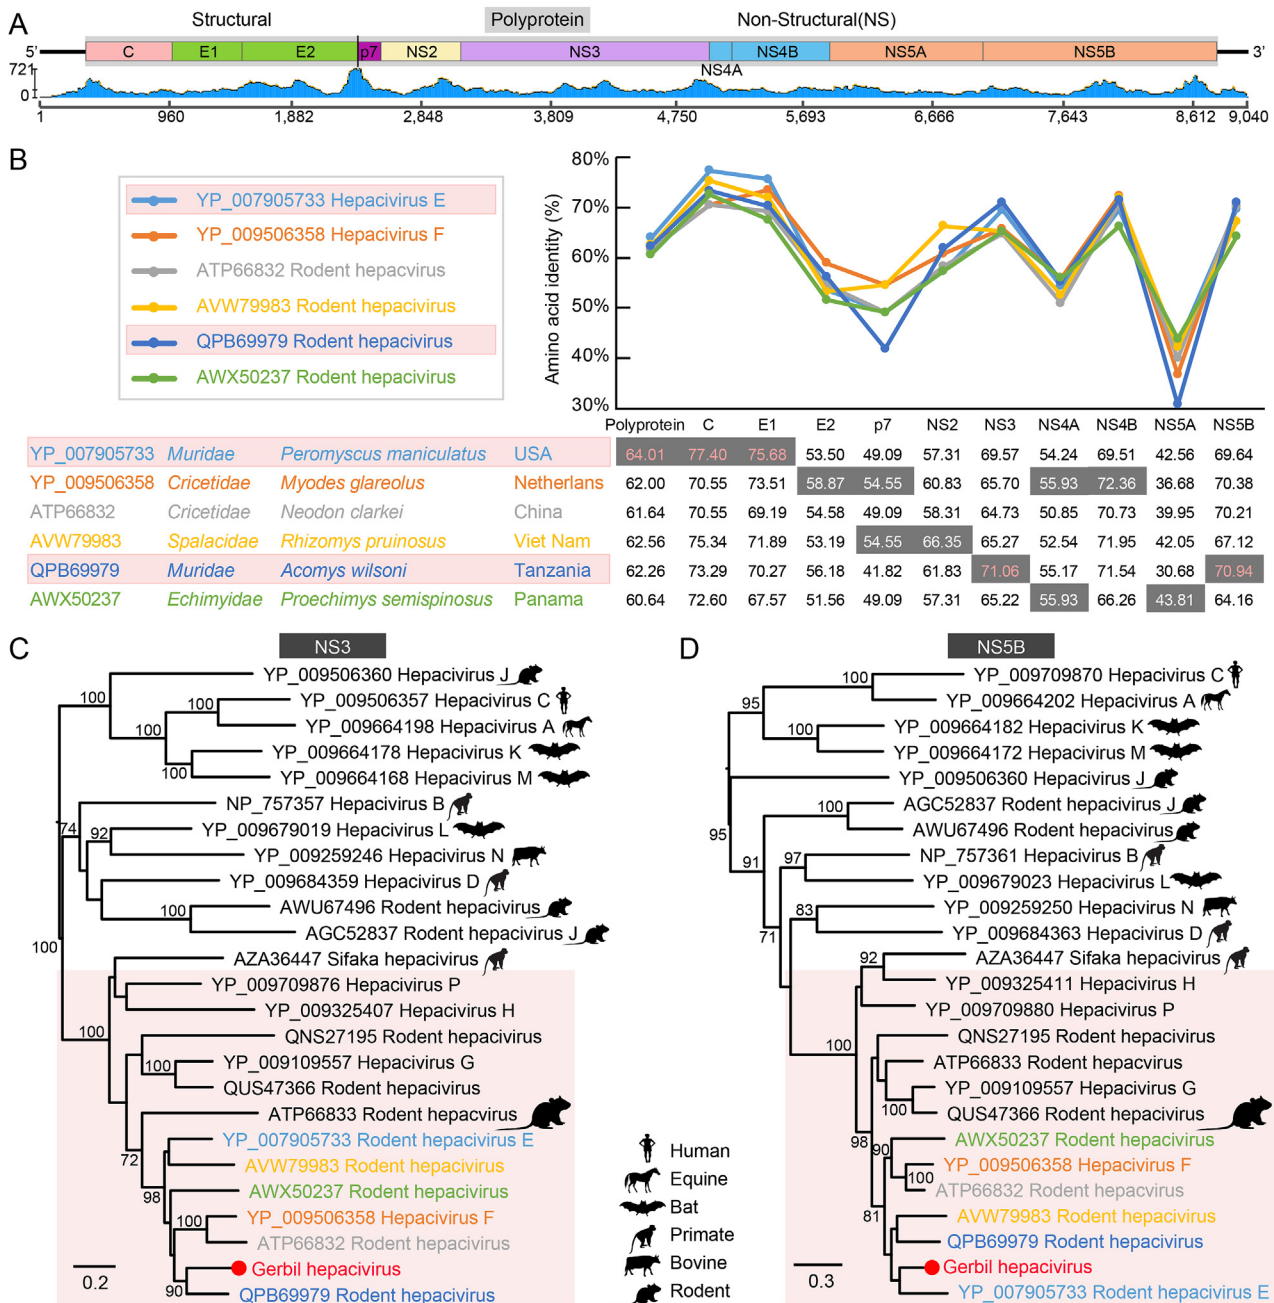 A
Structural
Polyprotein
Non-Structural(NS)
5' C E1 E2 p7 NS2 NS3 NS4B NS5A NS5B 3'
NS4A
721
0
1 960 1,882 2,848 3,809 4,750 5,693 6,666 7,643 8,612 9,040
B
YP_007905733 Hepacivirus E
YP_009506358 Hepacivirus F
ATP66832 Rodent hepacvirus
AVW79983 Rodent hepacivirus
QPB69979 Rodent hepacivirus
AWX50237 Rodent hepacivirus
Amino acid identity (%)
80%
70%
60%
50%
40%
30%
Polyprotein C E1 E2 p7 NS2 NS3 NS4A NS4B NS5A NS5B
YP_007905733 Muridae Peromyscus maniculatus USA 64.01 77.40 75.68 53.50 49.09 57.31 69.57 54.24 69.51 42.56 69.64
YP_009506358 Cricetidae Myodes glareolus Netherlans 62.00 70.55 73.51 58.87 54.55 60.83 65.70 55.93 72.36 36.68 70.38
ATP66832 Cricetidae Neodon clarkei China 61.64 70.55 69.19 54.58 49.09 58.31 64.73 50.85 70.73 39.95 70.21
AVW79983 Spalacidae Rhizomys pruinosus Viet Nam 62.56 75.34 71.89 53.19 54.55 66.35 65.27 52.54 71.95 42.05 67.12
QPB69979 Muridae Acomys wilsoni Tanzania 62.26 73.29 70.27 56.18 41.82 61.83 71.06 55.17 71.54 30.68 70.94
AWX50237 Echimyidae Proechimys semispinosus Panama 60.64 72.60 67.57 51.56 49.09 57.31 65.22 55.93 66.26 43.81 64.16
C
NS3
YP_009506360 Hepacivirus J
100
YP_009506357 Hepacivirus C
100
YP_009664198 Hepacivirus A
100
YP_009664178 Hepacivirus K
100
YP_009664168 Hepacivirus M
NP_757357 Hepacivirus B
74
92
YP_009679019 Hepacivirus L
YP_009259246 Hepacivirus N
YP_009684359 Hepacivirus D
100
AWU67496 Rodent hepacivirus
AGC52837 Rodent hepacivirus J
100
AZA36447 Sifaka hepacivirus
YP_009709876 Hepacivirus P
YP_009325407 Hepacivirus H
100
QNS27195 Rodent hepacivirus
100
YP_009109557 Hepacivirus G
QUS47366 Rodent hepacivirus
ATP66833 Rodent hepacvirus
YP_007905733 Rodent hepacivirus E
72
AVW79983 Rodent hepacivirus
98
AWX50237 Rodent hepacivirus
100
YP_009506358 Hepacivirus F
ATP66832 Rodent hepacivirus
Gerbil hepacivirus
90
QPB69979 Rodent hepacivirus
0.2
Human
Equine
Bat
Primate
Bovine
Rodent
D
NS5B
100
YP_009709870 Hepacivirus C
95
YP_009664202 Hepacivirus A
100
YP_009664182 Hepacivirus K
YP_009664172 Hepacivirus M
YP_009506360 Hepacivirus J
95
100
AGC52837 Rodent hepacivirus J
AWU67496 Rodent hepacivirus
91
97
NP_757361 Hepacivirus B
YP_009679023 Hepacivirus L
83
YP_009259250 Hepacivirus N
71
YP_009684363 Hepacivirus D
92
AZA36447 Sifaka hepacivirus
YP_009325411 Hepacivirus H
YP_009709880 Hepacivirus P
100
QNS27195 Rodent hepacivirus
ATP66833 Rodent hepacivirus
YP_009109557 Hepacivirus G
100
QUS47366 Rodent hepacivirus
98
AWX50237 Rodent hepacivirus
90
YP_009506358 Hepacivirus F
100
ATP66832 Rodent hepacivirus
81
AVW79983 Rodent hepacivirus
QPB69979 Rodent hepacivirus
Gerbil hepacivirus
YP_007905733 Rodent hepacivirus E
0.3